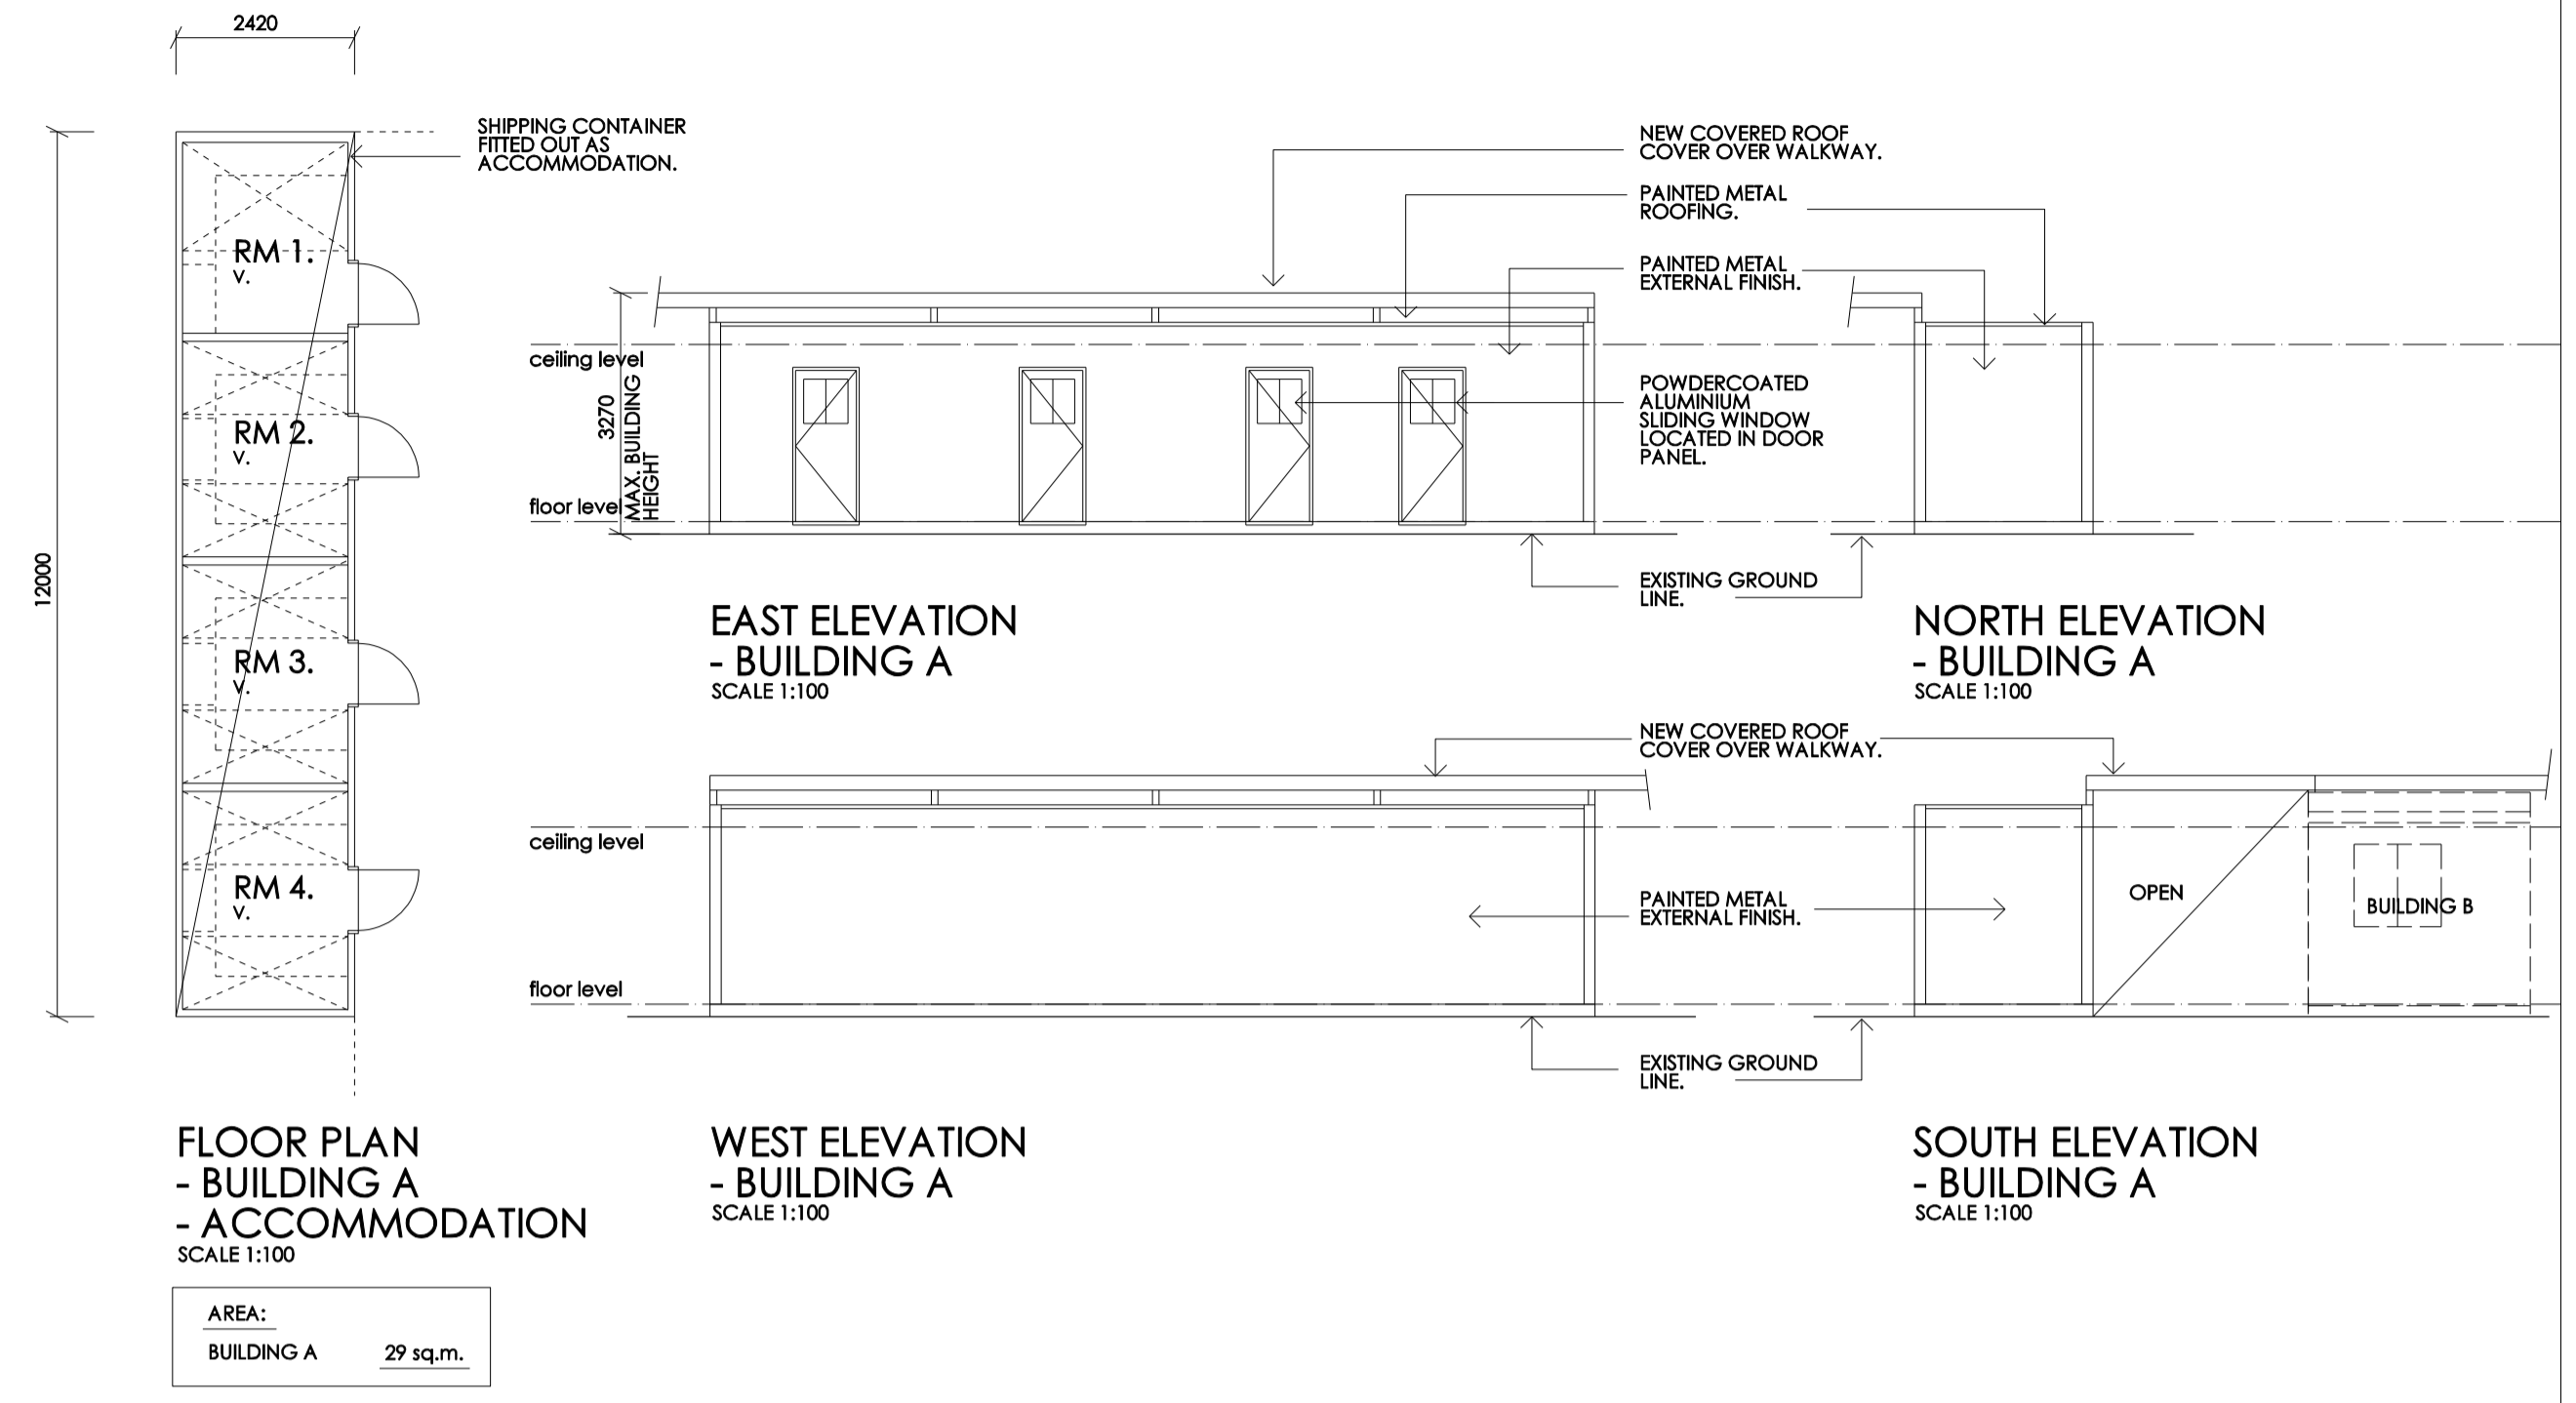 2420
12000
SHIPPING CONTAINER
FITTED OUT AS
ACCOMMODATION.
RM 1.
V.
RM 2.
V.
RM 3.
V.
RM 4.
V.
FLOOR PLAN
- BUILDING A
- ACCOMMODATION
SCALE 1:100
AREA:
BUILDING A 29 sq.m.
NEW COVERED ROOF
COVER OVER WALKWAY.
PAINTED METAL
ROOFING.
PAINTED METAL
EXTERNAL FINISH.
ceiling level
3270
MAX. BUILDING
HEIGHT
POWDERCOATED
ALUMINIUM
SLIDING WINDOW
LOCATED IN DOOR
PANEL.
floor level
EXISTING GROUND
LINE.
EAST ELEVATION
- BUILDING A
SCALE 1:100
NORTH ELEVATION
- BUILDING A
SCALE 1:100
NEW COVERED ROOF
COVER OVER WALKWAY.
ceiling level
PAINTED METAL
EXTERNAL FINISH.
OPEN
BUILDING B
floor level
EXISTING GROUND
LINE.
WEST ELEVATION
- BUILDING A
SCALE 1:100
SOUTH ELEVATION
- BUILDING A
SCALE 1:100